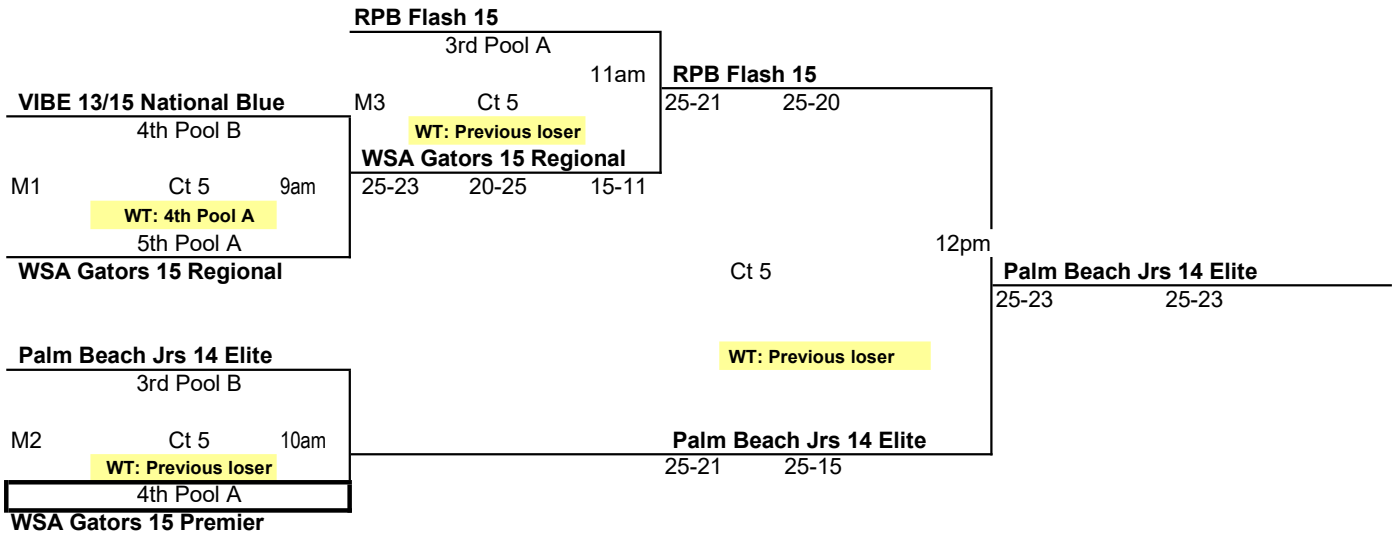 RPB Flash 15
3rd Pool A
11am RPB Flash 15
VIBE 13/15 National Blue M3 Ct 5 25-21 25-20
4th Pool B WT: Previous loser
WSA Gators 15 Regional
M1 Ct 5 9am 25-23 20-25 15-11
WT: 4th Pool A
5th Pool A 12pm
WSA Gators 15 Regional Ct 5 Palm Beach Jrs 14 Elite
25-23 25-23
Palm Beach Jrs 14 Elite WT: Previous loser
3rd Pool B
M2 Ct 5 10am Palm Beach Jrs 14 Elite
WT: Previous loser 25-21 25-15
4th Pool A
WSA Gators 15 Premier